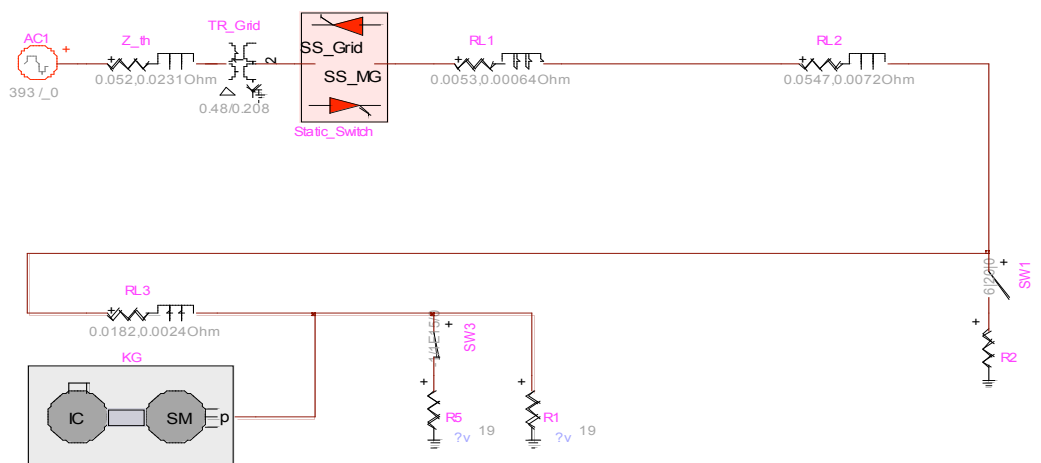 AC1
+
393 /_0
Z_th
+
0.052,0.0231Ohm
TR_Grid
2
0.48/0.208
SS_Grid
SS_MG
Static_Switch
RL1
+
0.0053,0.00064Ohm
RL2
+
0.0547,0.0072Ohm
+
SW1
+
R2
RL3
+
0.0182,0.0024Ohm
KG
IC
SM
p
+
SW3
+
R5
?v 19
+
R1
?v 19